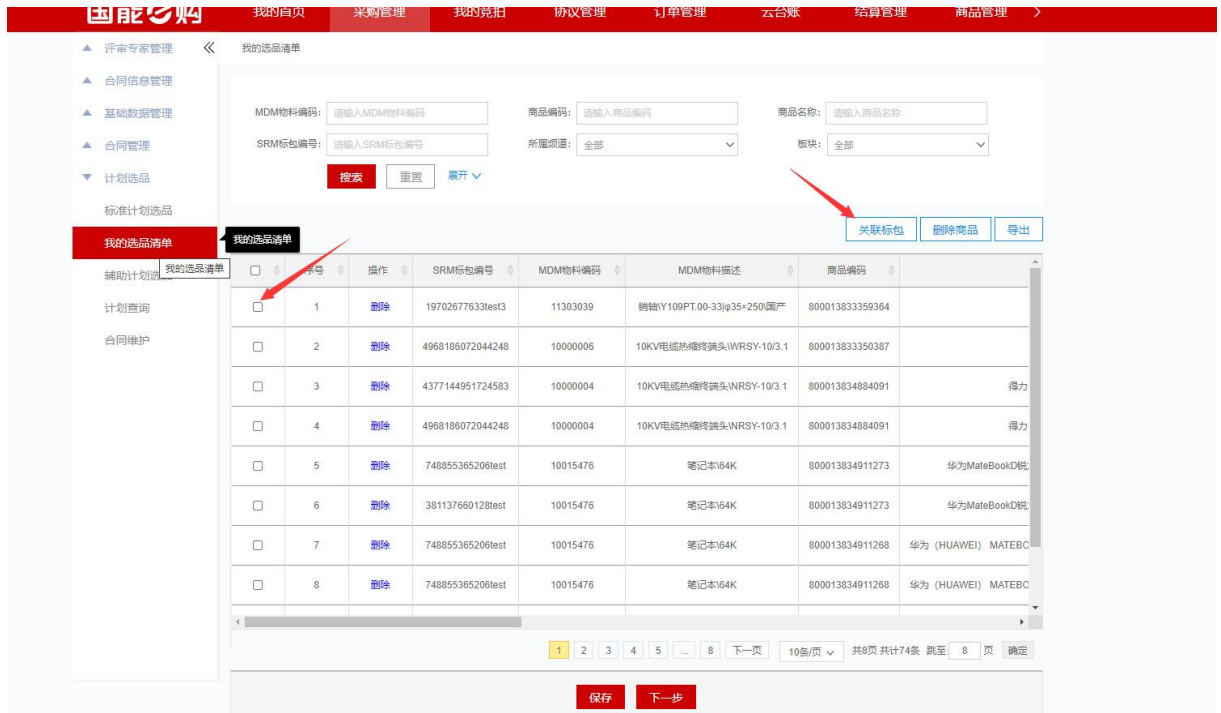 国能e购 我的首页 采购管理 我的竞拍 协议管理 订单管理 云台账 结算管理 商品管理
评审专家管理 我的选品清单
合同信息管理
基础数据管理 MDM物料编码: 请输入MDM物料编码 商品编码: 请输入商品编码 商品名称: 请输入商品名称
合同管理 SRM标包编号: 请输入SRM标包编号 所属频道: 全部 板块: 全部
计划选品 搜索 重置 展开
标准计划选品
关联标包 删除商品 导出
我的选品清单 我的选品清单
辅助计划选 我的选品清单 序号 操作 SRM标包编号 MDM物料编码 MDM物料描述 商品编码
计划查询 1 删除 19702677633test3 11303039 销轴\Y109PT.00-33|φ35×250\国产 800013833359364
合同维护 2 删除 4968186072044248 10000006 10KV电缆热缩终端头\WRSY-10/3.1 800013833350387
3 删除 4377144951724583 10000004 10KV电缆热缩终端头\NRSY-10/3.1 800013834884091 得力
4 删除 4968186072044248 10000004 10KV电缆热缩终端头\NRSY-10/3.1 800013834884091 得力
5 删除 748855365206test 10015476 笔记本\64K 800013834911273 华为MateBookD锐
6 删除 381137660128test 10015476 笔记本\64K 800013834911273 华为MateBookD锐
7 删除 748855365206test 10015476 笔记本\64K 800013834911268 华为（HUAWEI） MATEBC
8 删除 748855365206test 10015476 笔记本\64K 800013834911268 华为（HUAWEI） MATEBC
1 2 3 4 5 ... 8 下一页 10条/页 共8页 共计74条 跳至 8 页 确定
保存 下一步